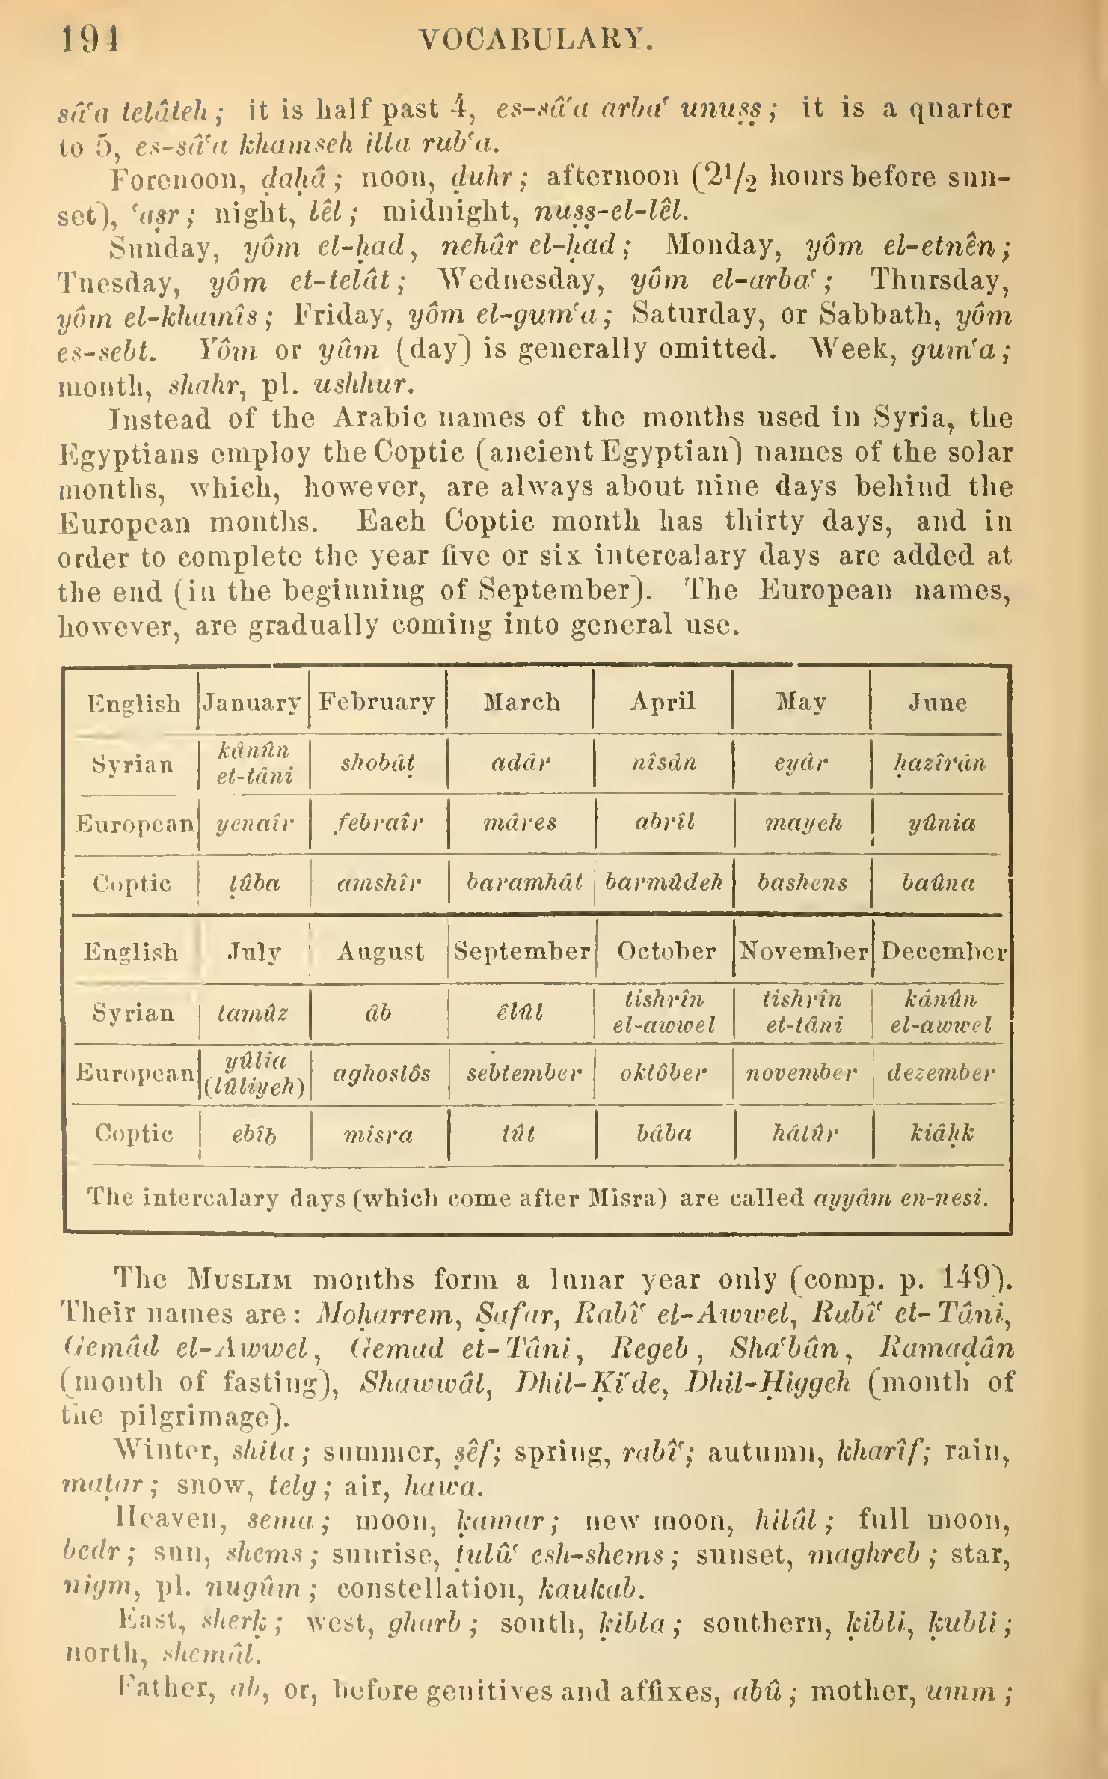 194 VOCABULARY.
sâ‘a telâteh; it is half past 4, es-sâ‘a arba‘ unuṣṣ; it is a quarter
to 5, es-sâ‘a khamseh illa rub‘a.
Forenoon, ḍaḥâ; noon, ḍuhr; afternoon (2½ hours before sun-
set), ‘aṣr; night, lêl; midnight, nuṣṣ-el-lêl.
Sunday, yôm el-ḥad, nehâr el-ḥad; Monday, yôm el-etnên;
Tuesday, yôm et-telât; Wednesday, yôm el-arba‘; Thursday,
yôm el-khamîs; Friday, yôm el-gum‘a; Saturday, or Sabbath, yôm
es-sebt. Yôm or yâm (day) is generally omitted. Week, gum‘a;
month, shahr, pl. ushhur.
Instead of the Arabic names of the months used in Syria, the
Egyptians employ the Coptic (ancient Egyptian) names of the solar
months, which, however, are always about nine days behind the
European months. Each Coptic month has thirty days, and in
order to complete the year five or six intercalary days are added at
the end (in the beginning of September). The European names,
however, are gradually coming into general use.
English January February March April May June
Syrian kânûn et-tâni shobâṭ adâr nîsân eyâr ḥazîrân
European yenaîr febraîr mâres abrîl mayeh yûnia
Coptic ṭûba amshîr baramhât barmûdeh bashens baûna
English July August September October November December
Syrian tamûz âb êlûl tishrîn el-awwel tishrîn et-tâni kânûn el-awwel
European yûlîa (lûliyeh) aghostôs sebtember oktôber november dezember
Coptic ebîb misra tût bâba hâtûr kiâḥk
The intercalary days (which come after Misra) are called ayyâm en-nesi.
The Muslim months form a lunar year only (comp. p. 149).
Their names are: Moḥarrem, Ṣafar, Rabî‘ el-Awwel, Rabî‘ et-Tâni,
Gemâd el-Awwel, Gemad et-Tâni, Regeb, Sha‘bân, Ramaḍân
(month of fasting), Shawwâl, Dhil-Ḳi‘de, Dhil-Ḥiggeh (month of
the pilgrimage).
Winter, shita; summer, ṣêf; spring, rabî‘; autumn, kharîf; rain,
maṭar; snow, telg; air, hawa.
Heaven, sema; moon, ḳamar; new moon, hilâl; full moon,
bedr; sun, shems; sunrise, ṭulû‘ esh-shems; sunset, maghreb; star,
nigm, pl. nugûm; constellation, kaukab.
East, sherḳ; west, gharb; south, ḳibla; southern, ḳibli, ḳubli;
north, shemâl.
Father, ab, or, before genitives and affixes, abû; mother, umm;